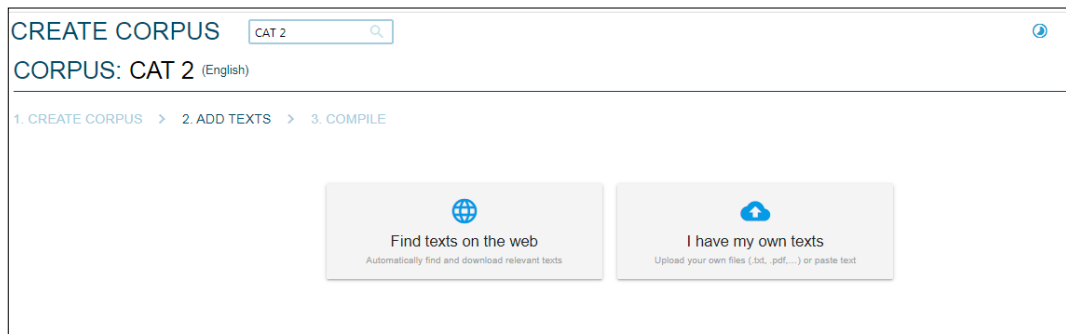 CREATE CORPUS CAT 2
CORPUS: CAT 2 (English)
1. CREATE CORPUS > 2. ADD TEXTS > 3. COMPILE
Find texts on the web I have my own texts
Automatically find and download relevant texts Upload your own files (.txt, .pdf,...) or paste text